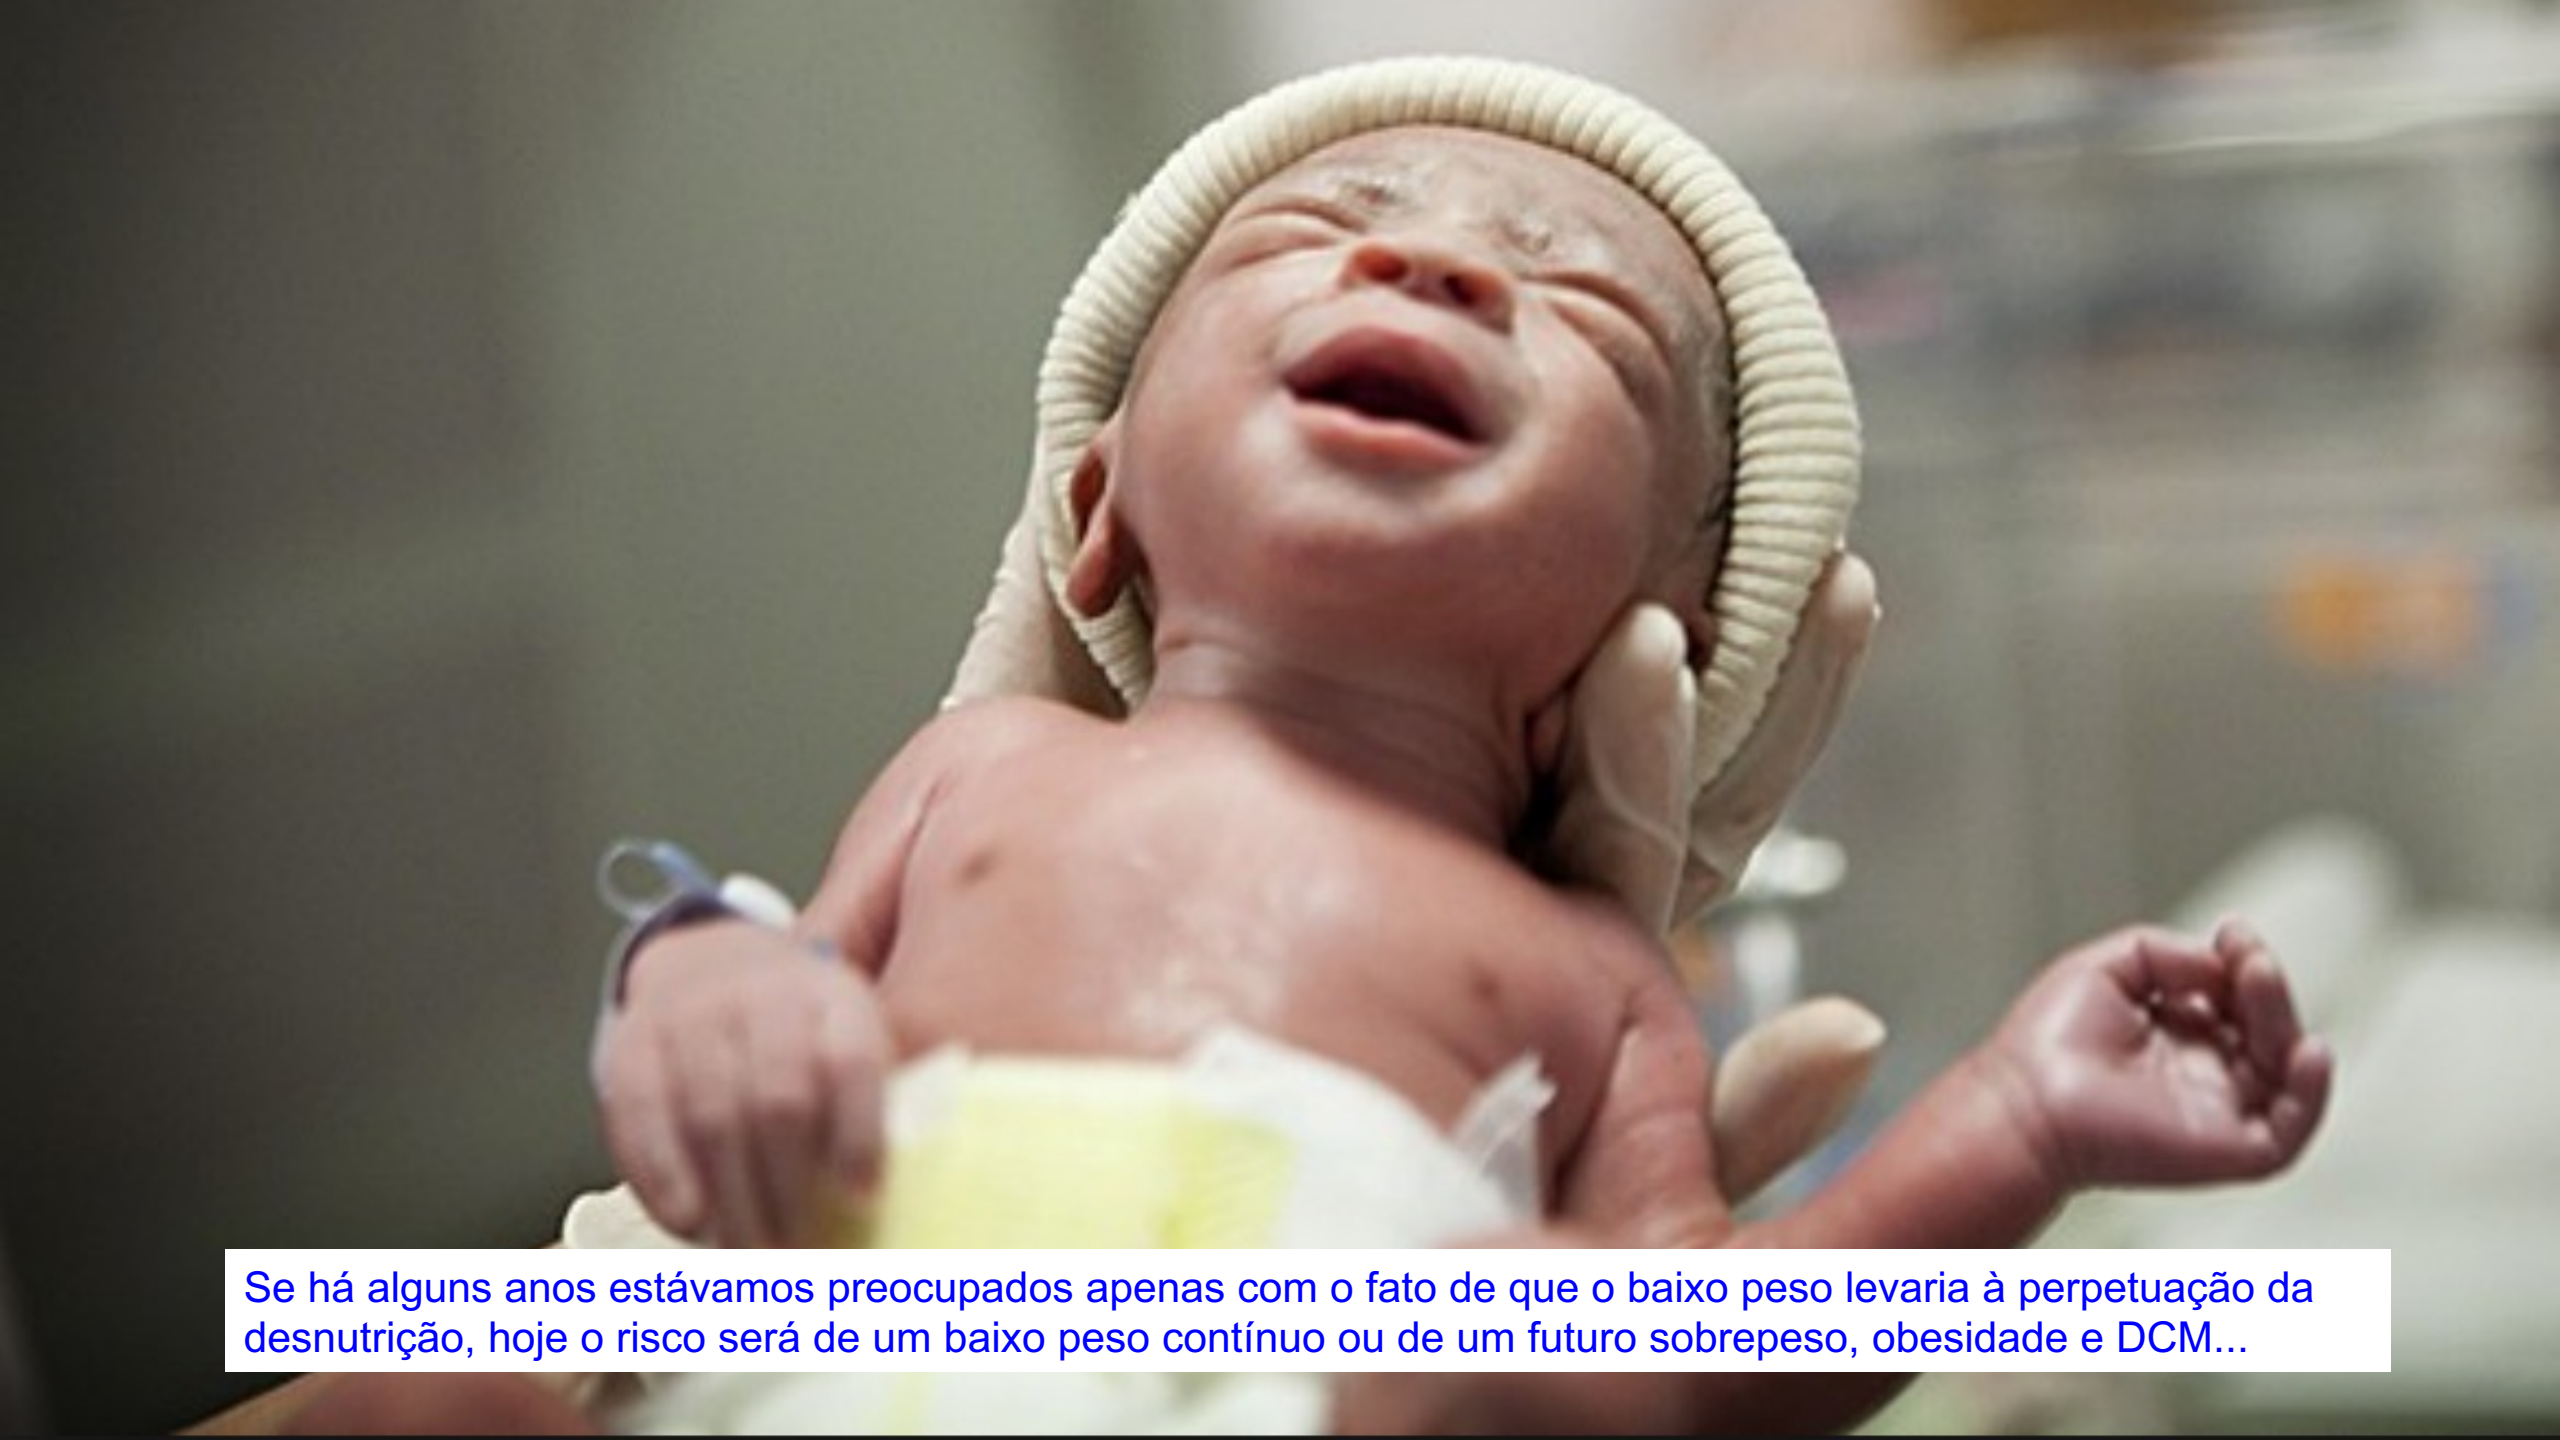 Se há alguns anos estávamos preocupados apenas com o fato de que o baixo peso levaria à perpetuação da
desnutrição, hoje o risco será de um baixo peso contínuo ou de um futuro sobrepeso, obesidade e DCM...